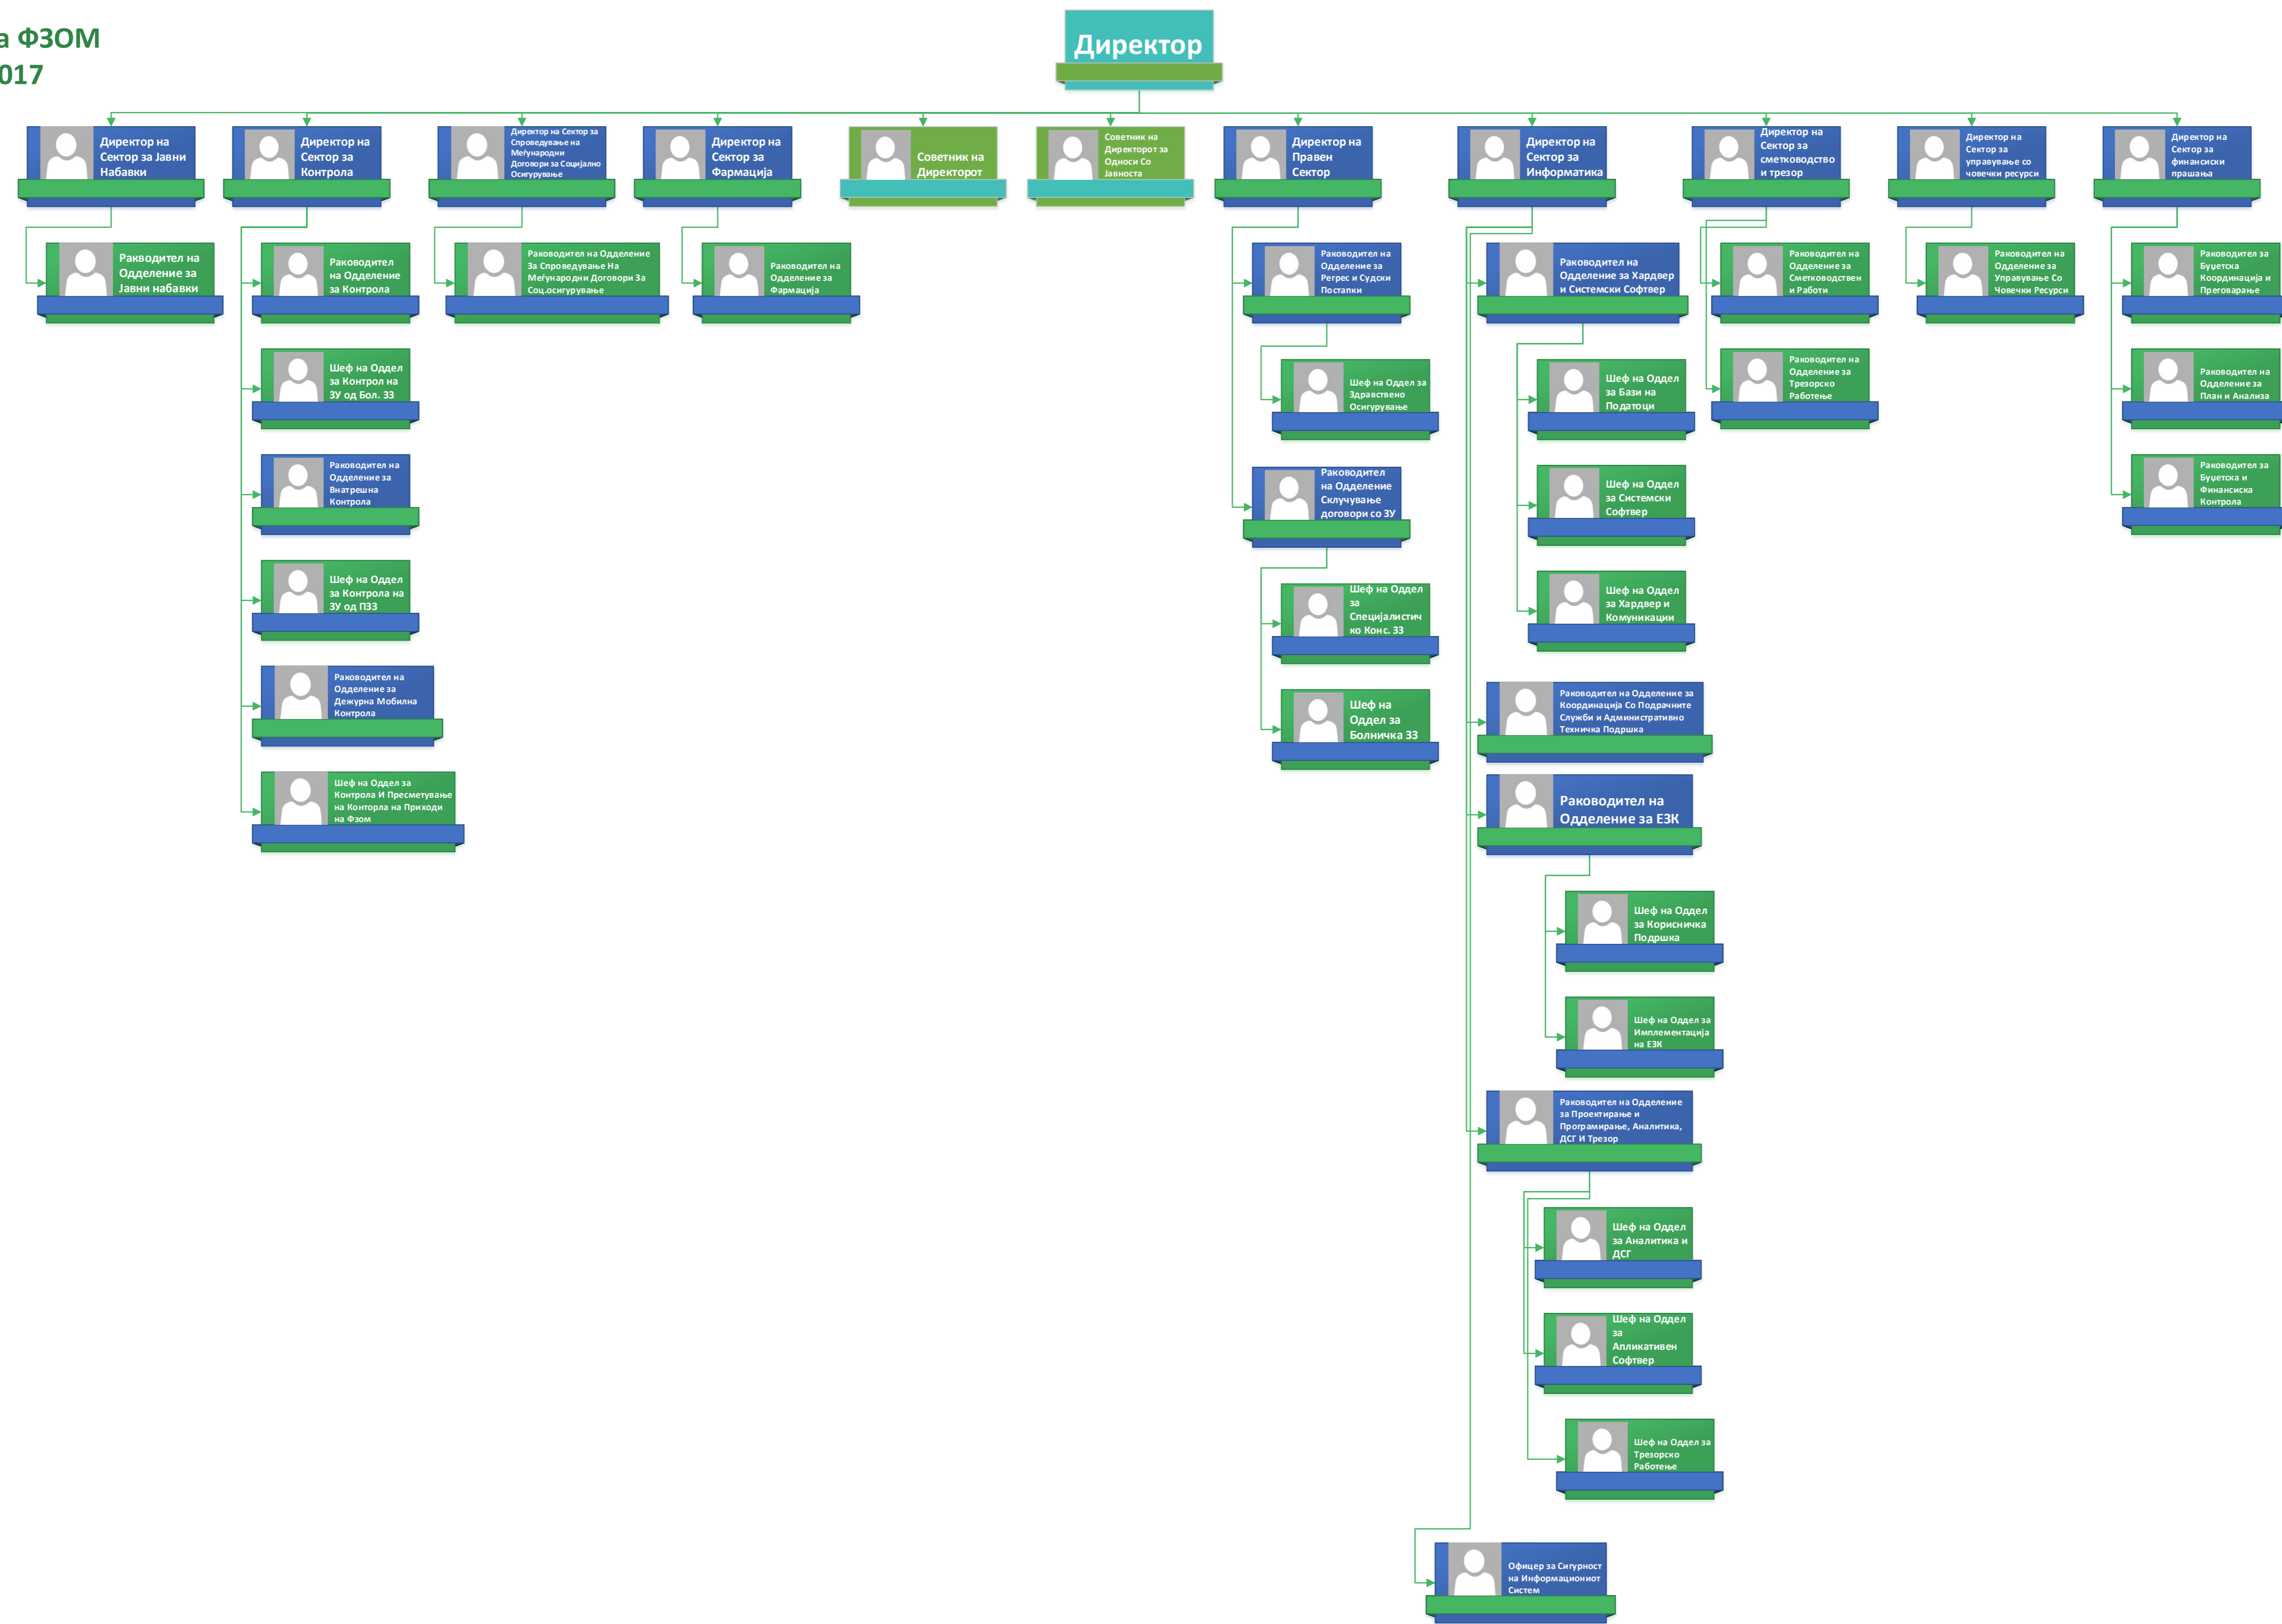 а ФЗОМ
017
Директор
Директор на
Сектор за Јавни
Набавки
Директор на
Сектор за
Контрола
Директор на Сектор за
Спроведување на
Меѓународни
Договори за Социјално
Осигурување
Директор на
Сектор за
Фармација
Советник на
Директорот
Советник на
Директорот за
Односи Со
Јавноста
Директор на
Правен
Сектор
Директор на
Сектор за
Информатика
Директор на
Сектор за
сметководство
и трезор
Директор на
Сектор за
управување со
човечки ресурси
Директор на
Сектор за
финансиски
прашања
Ракводител на
Одделение за
Јавни набавки
Раководител
на Одделение
за Контрола
Раководител на Одделение
За Спроведување На
Меѓународни Договори За
Соц.осигурување
Раководител на
Одделение за
Фармација
Раководител на
Одделение за
Регрес и Судски
Постапки
Раководител на
Одделение за Хардвер
и Системски Софтвер
Раководител на
Одделение за
Сметководствен
и Работи
Раководител на
Одделение за
Управување Со
Човечки Ресурси
Раководител за
Буџетска
Координација и
Преговарање
Шеф на Оддел
за Контрол на
ЗУ од Бол. ЗЗ
Шеф на Оддел за
Здравствено
Осигурување
Шеф на Оддел
за Бази на
Податоци
Раководител на
Одделение за
Трезорско
Работење
Раководител на
Одделение за
План и Анализа
Раководител на
Одделение за
Внатрешна
Контрола
Раководител
на Одделение
Склучување
договори со ЗУ
Шеф на Оддел
за Системски
Софтвер
Раководител за
Буџетска и
Финансиска
Контрола
Шеф на Оддел
за Контрола на
ЗУ од ПЗЗ
Шеф на Оддел
за
Специјалистич
ко Конс. ЗЗ
Шеф на Оддел
за Хардвер и
Комуникации
Раководител на
Одделение за
Дежурна Мобилна
Контрола
Шеф на
Оддел за
Болничка ЗЗ
Раководител на Одделение за
Координација Со Подрачните
Служби и Административно
Техничка Подршка
Шеф на Оддел за
Контрола И Пресметување
на Конторла на Приходи
на Фзом
Раководител на
Одделение за ЕЗК
Шеф на Оддел
за Корисничка
Подршка
Шеф на Оддел за
Имплементација
на ЕЗК
Раководител на Одделение
за Проектирање и
Програмирање, Аналитика,
ДСГ И Трезор
Шеф на Оддел
за Аналитика и
ДСГ
Шеф на Оддел
за
Апликативен
Софтвер
Шеф на Оддел за
Трезорско
Работење
Офицер за Сигурност
на Информациониот
Систем